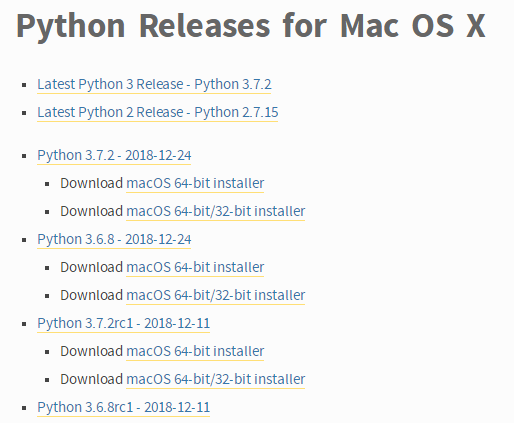 Python Releases for Mac OS X
Latest Python 3 Release - Python 3.7.2
Latest Python 2 Release - Python 2.7.15
Python 3.7.2 - 2018-12-24
Download macOS 64-bit installer
Download macOS 64-bit/32-bit installer
Python 3.6.8 - 2018-12-24
Download macOS 64-bit installer
Download macOS 64-bit/32-bit installer
Python 3.7.2rc1 - 2018-12-11
Download macOS 64-bit installer
Download macOS 64-bit/32-bit installer
Python 3.6.8rc1 - 2018-12-11